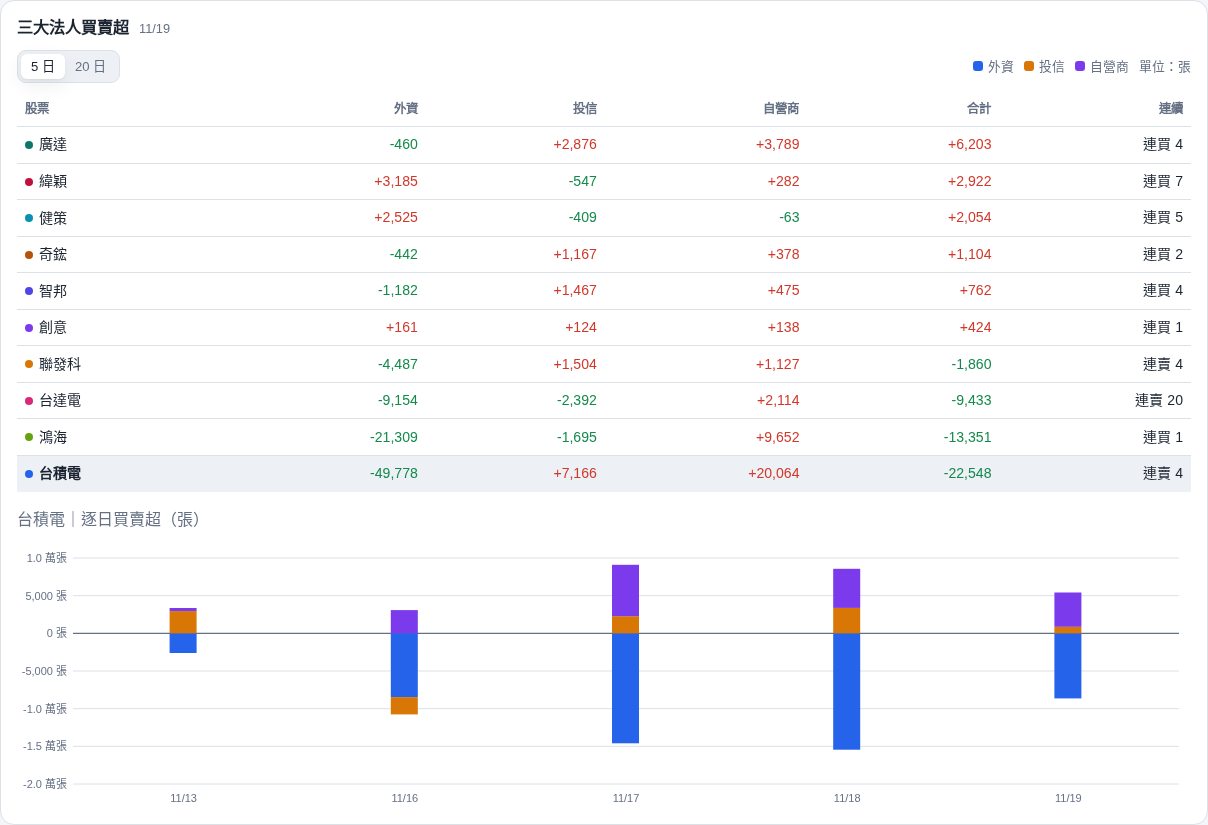 三大法人買賣超 11/19
5 日 20 日
外資 投信 自營商 單位：張
股票 外資 投信 自營商 合計 連續
廣達 -460 +2,876 +3,789 +6,203 連買 4
緯穎 +3,185 -547 +282 +2,922 連買 7
健策 +2,525 -409 -63 +2,054 連買 5
奇鋐 -442 +1,167 +378 +1,104 連買 2
智邦 -1,182 +1,467 +475 +762 連買 4
創意 +161 +124 +138 +424 連買 1
聯發科 -4,487 +1,504 +1,127 -1,860 連賣 4
台達電 -9,154 -2,392 +2,114 -9,433 連賣 20
鴻海 -21,309 -1,695 +9,652 -13,351 連買 1
台積電 -49,778 +7,166 +20,064 -22,548 連賣 4
台積電｜逐日買賣超（張）
1.0 萬張
5,000 張
0 張
-5,000 張
-1.0 萬張
-1.5 萬張
-2.0 萬張
11/13 11/16 11/17 11/18 11/19